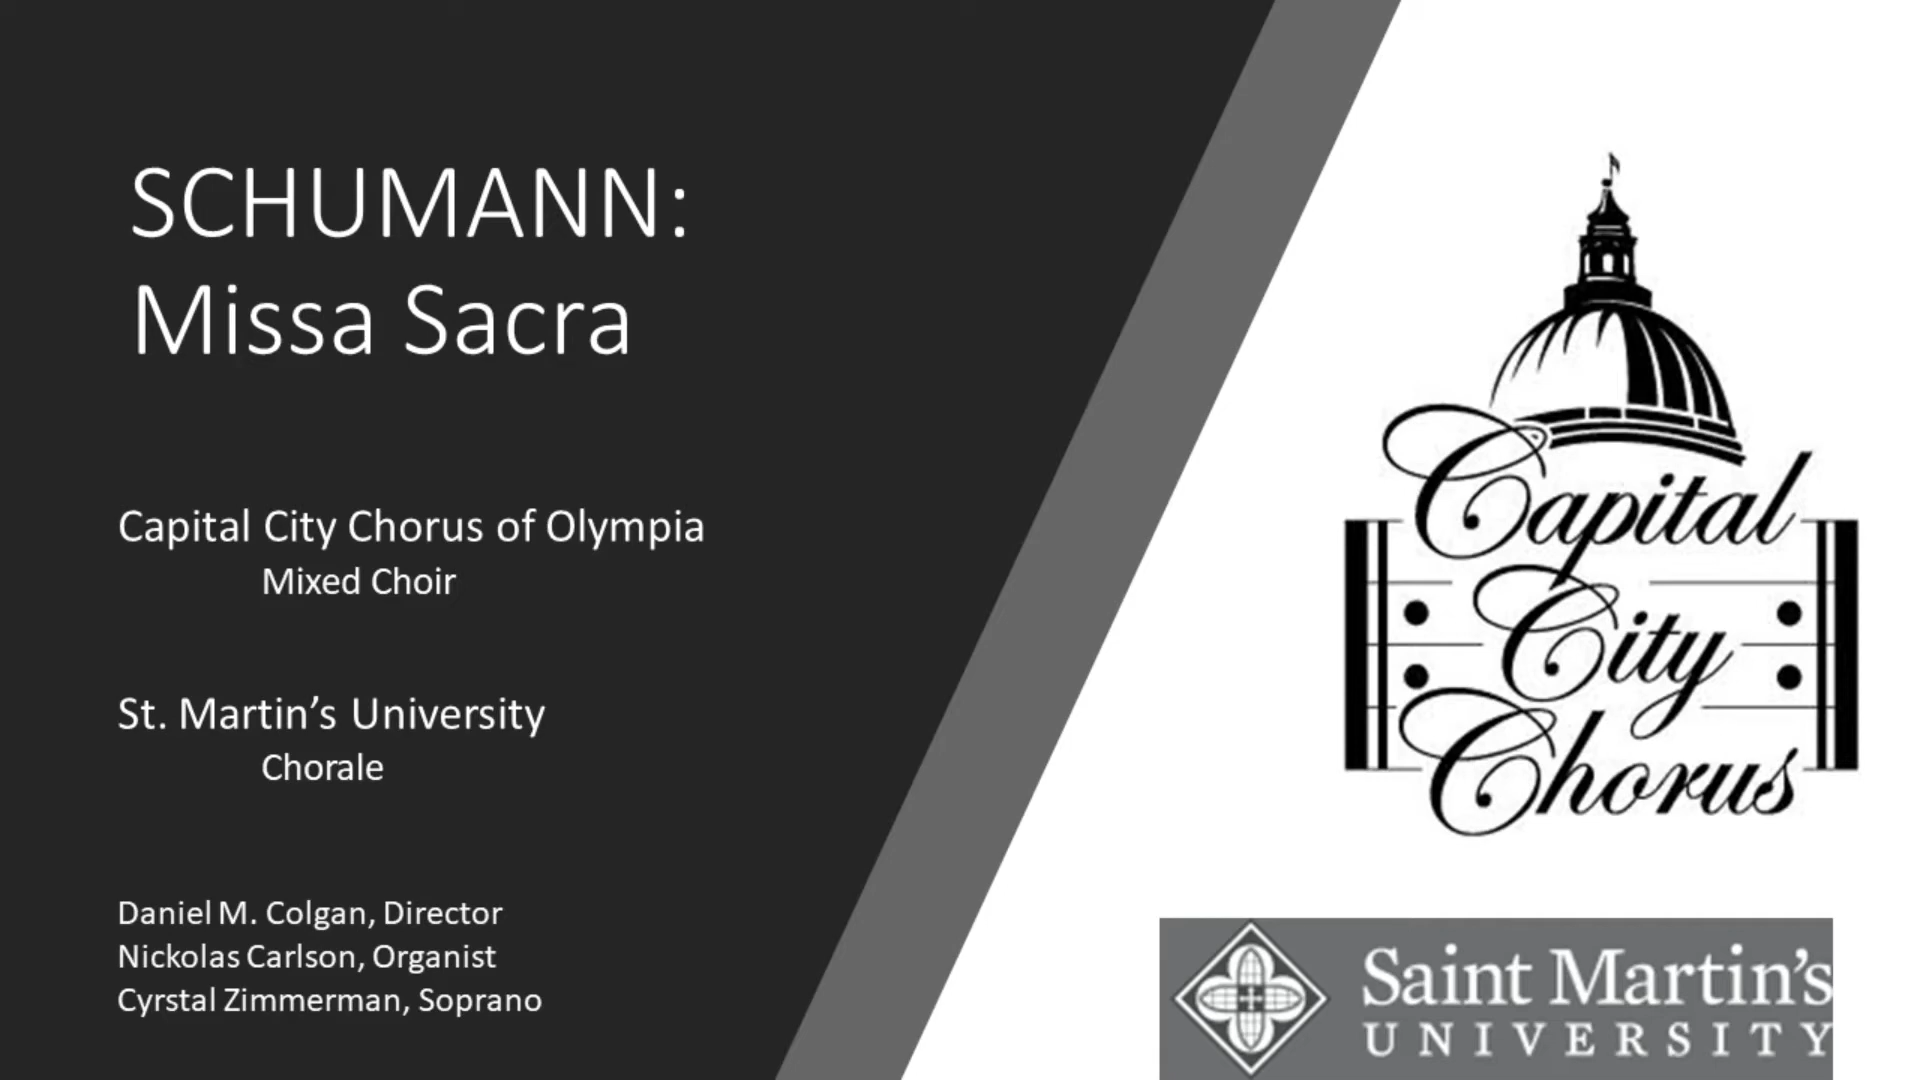 SCHUMANN:
Missa Sacra
Capital City Chorus of Olympia
Mixed Choir
St. Martin’s University
Chorale
Daniel M. Colgan, Director
Nickolas Carlson, Organist
Cyrstal Zimmerman, Soprano
Capital
City
Chorus
Saint Martin’s
UNIVERSITY